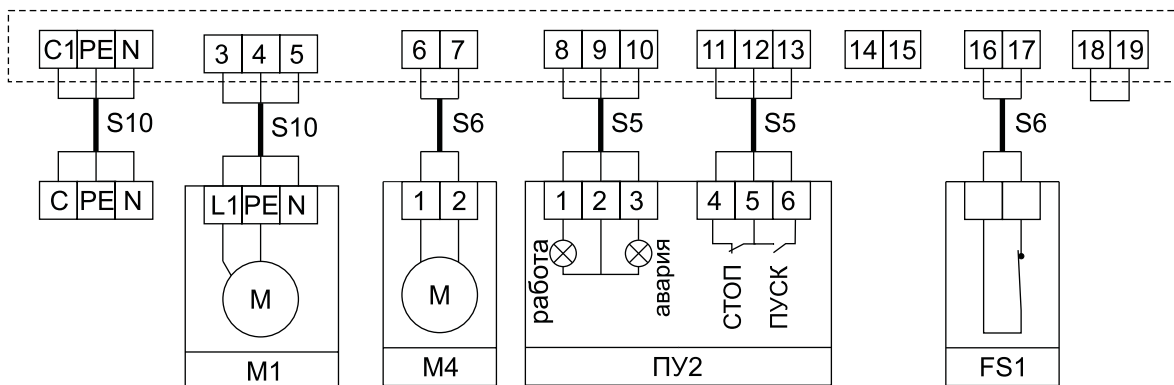 C1 PE N 3 4 5 6 7 8 9 10 11 12 13 14 15 16 17 18 19
S10 S10 S6 S5 S5 S6
C PE N L1 PE N 1 2 1 2 3 4 5 6
работа авария СТОП ПУСК
M M
M1 M4 ПУ2 FS1